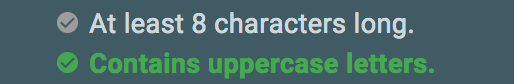 At least 8 characters long.
Contains uppercase letters.